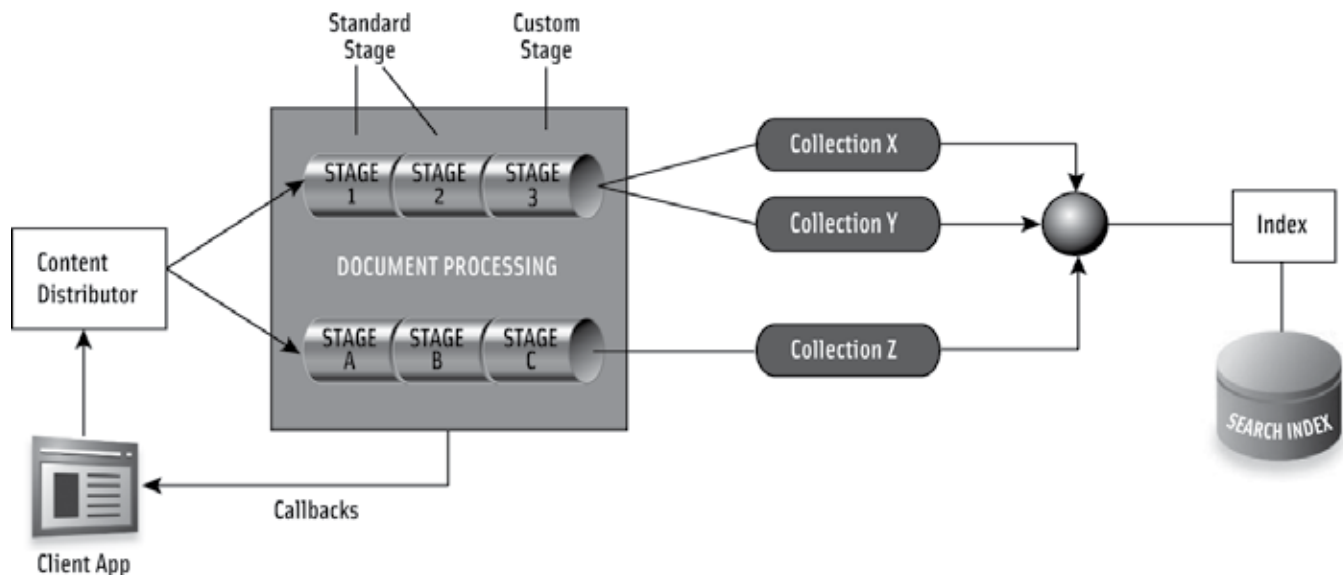 Standard
Stage
Custom
Stage
STAGE
1
STAGE
2
STAGE
3
Collection X
Collection Y
Index
Content
Distributor
DOCUMENT PROCESSING
STAGE
A
STAGE
B
STAGE
C
Collection Z
SEARCH INDEX
Callbacks
Client App